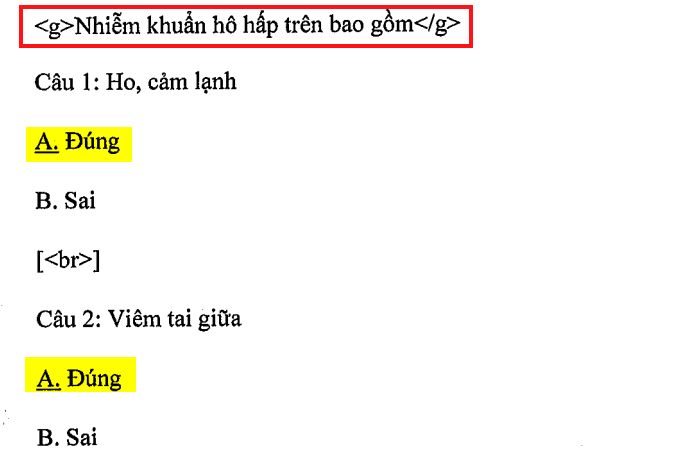 <g>Nhiễm khuẩn hô hấp trên bao gồm</g>
Câu 1: Ho, cảm lạnh
A. Đúng
B. Sai
[<br>]
Câu 2: Viêm tai giữa
A. Đúng
B. Sai